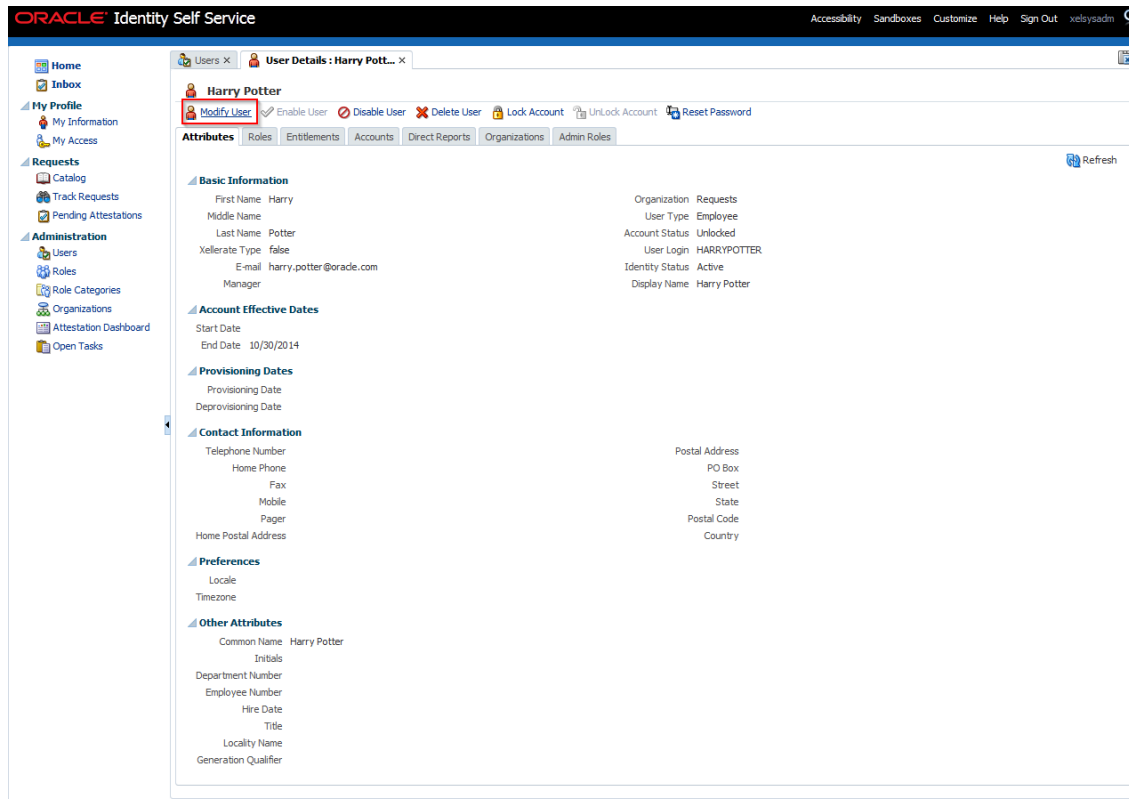 ORACLE Identity Self Service
Accessibility Sandboxes Customize Help Sign Out xelsysadm
Home
Inbox
My Profile
My Information
My Access
Requests
Catalog
Track Requests
Pending Attestations
Administration
Users
Roles
Role Categories
Organizations
Attestation Dashboard
Open Tasks
Users × User Details : Harry Pott... ×
Harry Potter
Modify User Enable User Disable User Delete User Lock Account UnLock Account Reset Password
Attributes Roles Entitlements Accounts Direct Reports Organizations Admin Roles
Refresh
Basic Information
First Name Harry
Middle Name
Last Name Potter
Xellerate Type false
E-mail harry.potter@oracle.com
Manager
Organization Requests
User Type Employee
Account Status Unlocked
User Login HARRYPOTTER
Identity Status Active
Display Name Harry Potter
Account Effective Dates
Start Date
End Date 10/30/2014
Provisioning Dates
Provisioning Date
Deprovisioning Date
Contact Information
Telephone Number
Home Phone
Fax
Mobile
Pager
Home Postal Address
Postal Address
PO Box
Street
State
Postal Code
Country
Preferences
Locale
Timezone
Other Attributes
Common Name Harry Potter
Initials
Department Number
Employee Number
Hire Date
Title
Locality Name
Generation Qualifier